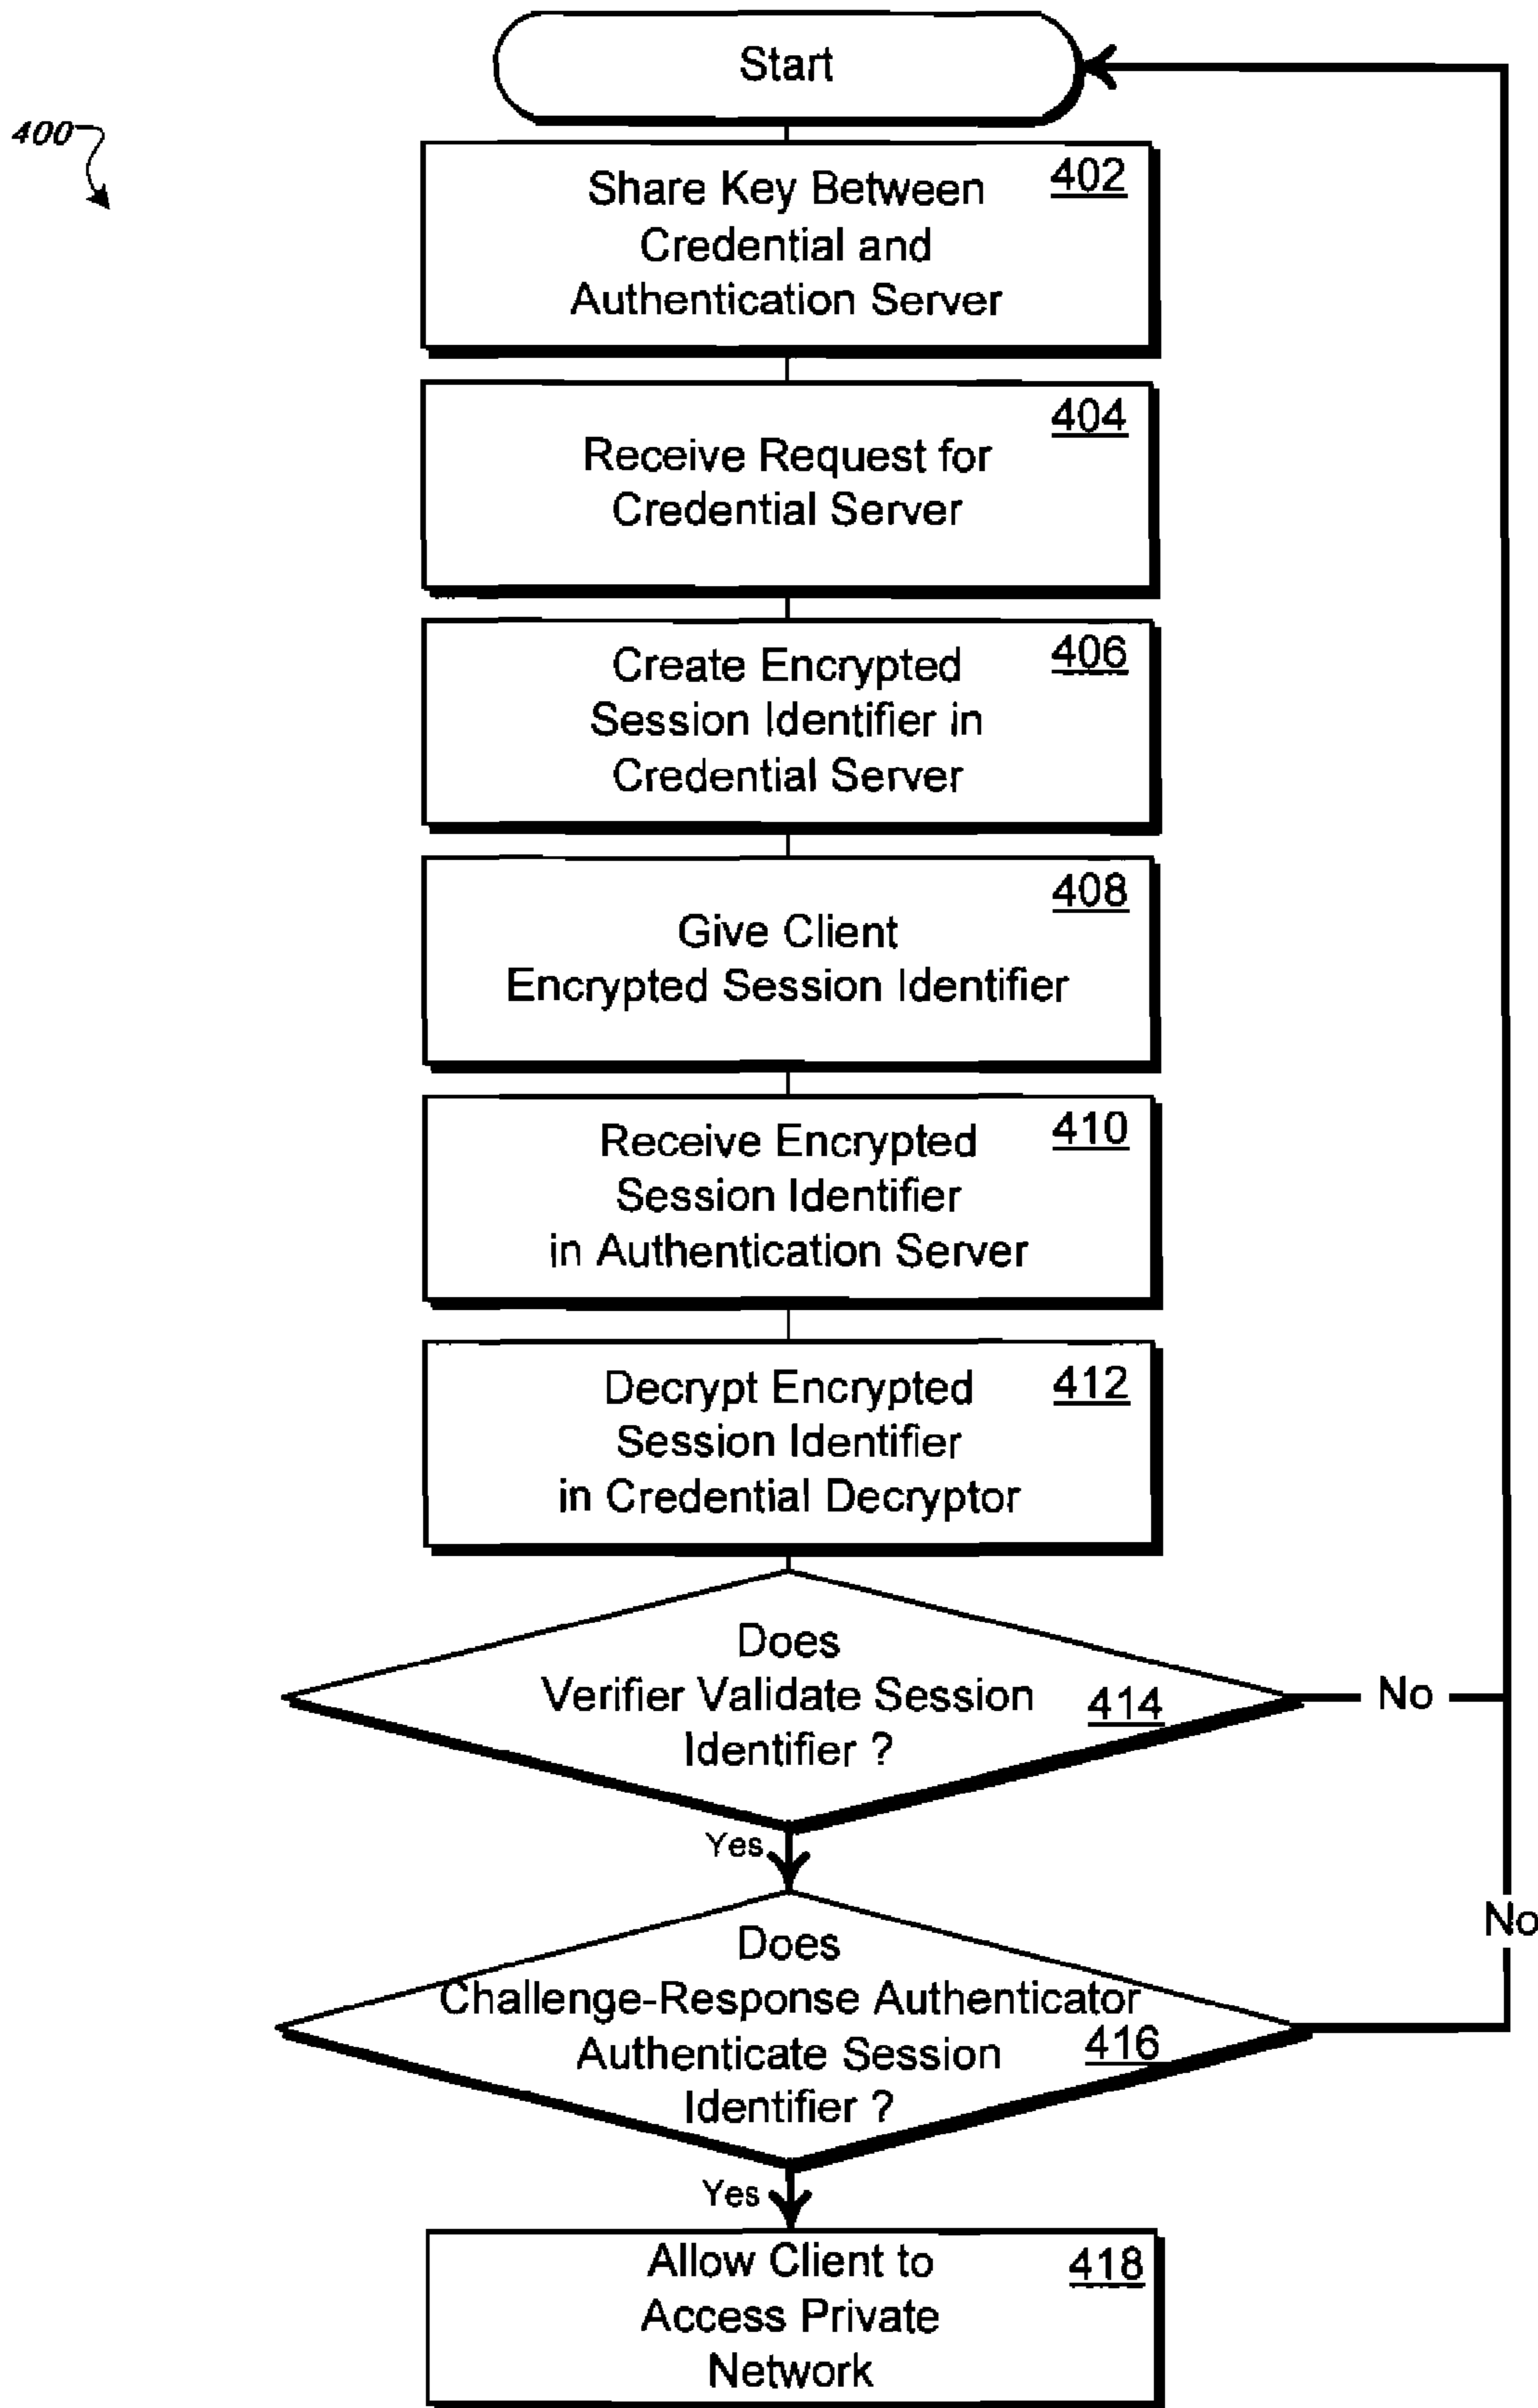 Start
400
Share Key Between
Credential and
Authentication Server
402
Receive Request for
Credential Server
404
Create Encrypted
Session Identifier in
Credential Server
406
Give Client
Encrypted Session Identifier
408
Receive Encrypted
Session Identifier
in Authentication Server
410
Decrypt Encrypted
Session Identifier
in Credential Decryptor
412
Does
Verifier Validate Session
Identifier ?
414
No
Yes
Does
Challenge-Response Authenticator
Authenticate Session
Identifier ?
416
No
Yes
Allow Client to
Access Private
Network
418